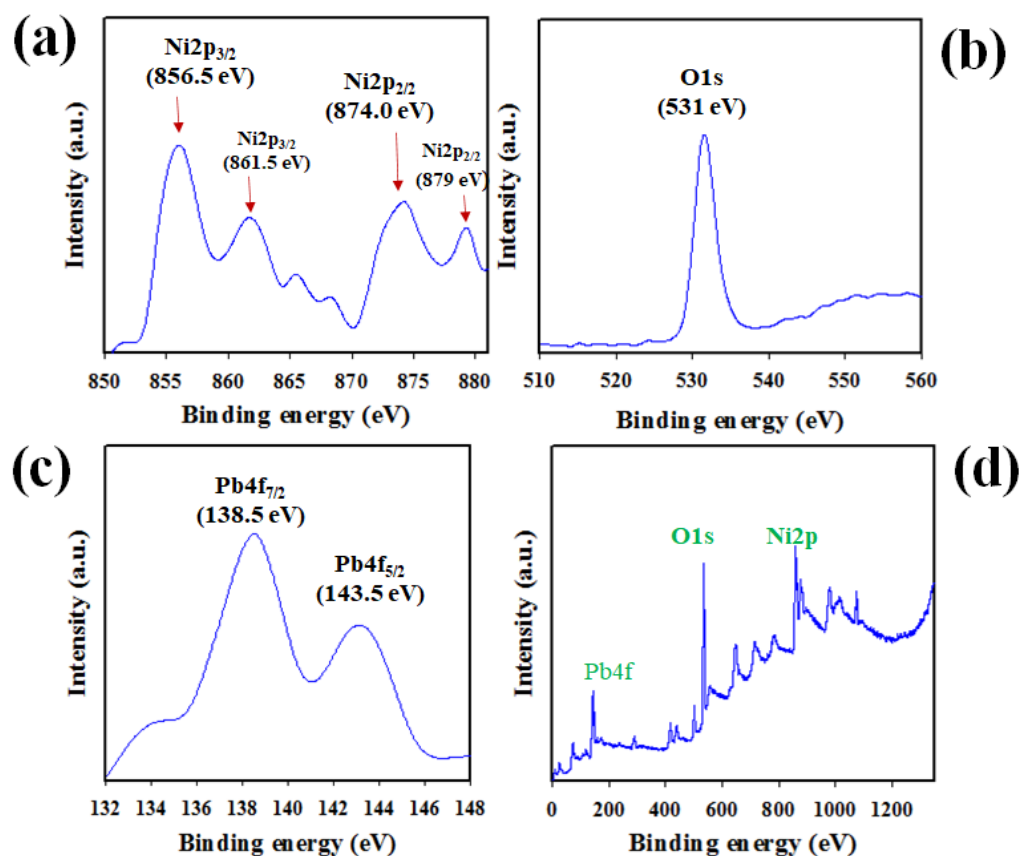 (a)
Ni2p3/2
(856.5 eV)
Ni2p3/2
(861.5 eV)
Ni2p2/2
(874.0 eV)
Ni2p2/2
(879 eV)
Intensity (a.u.)
850 855 860 865 870 875 880
Binding energy (eV)
(b)
O1s
(531 eV)
Intensity (a.u.)
510 520 530 540 550 560
Binding energy (eV)
(c)
Pb4f7/2
(138.5 eV)
Pb4f5/2
(143.5 eV)
Intensity (a.u.)
132 134 136 138 140 142 144 146 148
Binding energy (eV)
(d)
O1s
Ni2p
Pb4f
Intensity (a.u.)
0 200 400 600 800 1000 1200
Binding energy (eV)